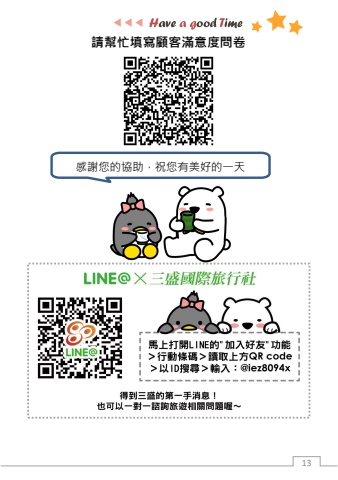 Have a good Time
請幫忙填寫顧客滿意度問卷
感謝您的協助，祝您有美好的一天
LINE@×三盛國際旅行社
LINE@
馬上打開LINE的"加入好友"功能
＞行動條碼＞讀取上方QR code
＞以ID搜尋＞輸入：@iez8094x
得到三盛的第一手消息！
也可以一對一諮詢旅遊相關問題喔～
13